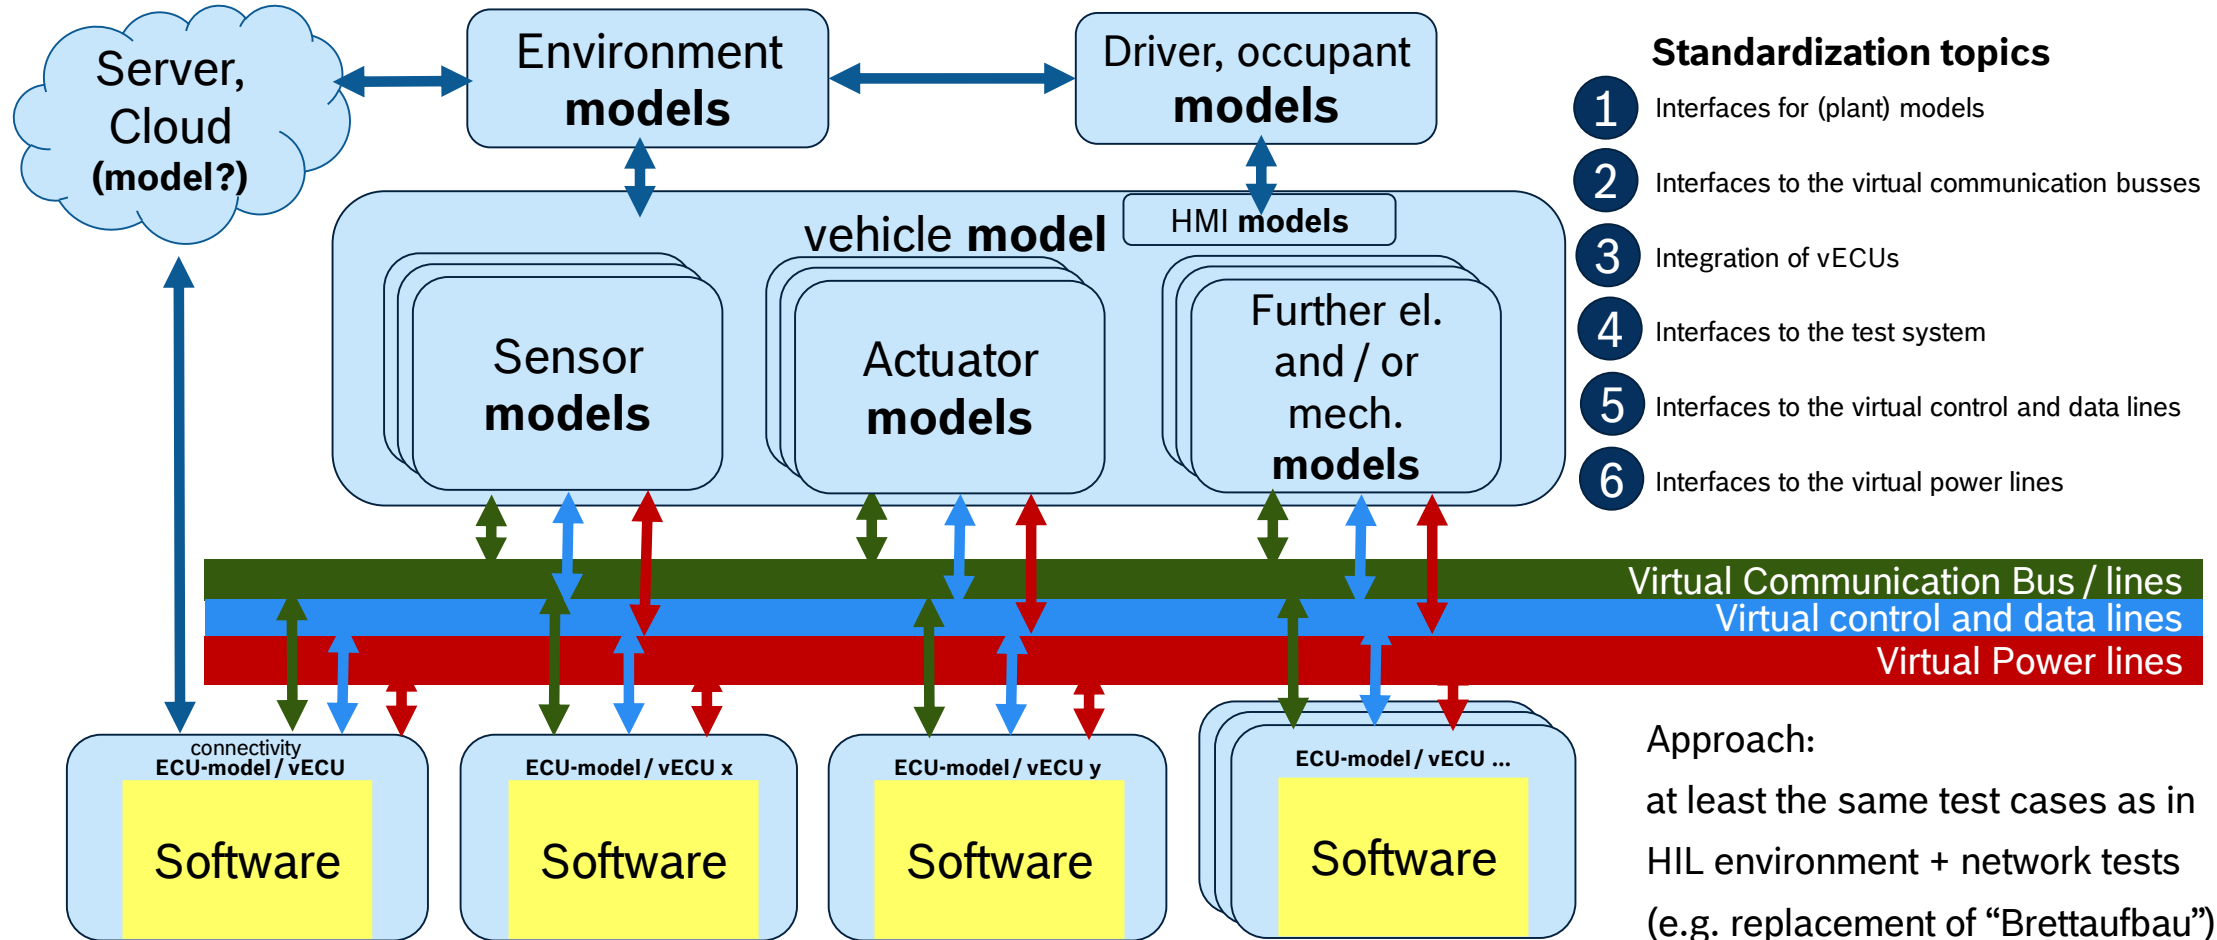 Server,
Cloud
(model?)
Environment
models
Driver, occupant
models
Standardization topics
1 Interfaces for (plant) models
2 Interfaces to the virtual communication busses
3 Integration of vECUs
4 Interfaces to the test system
5 Interfaces to the virtual control and data lines
6 Interfaces to the virtual power lines
vehicle model
HMI models
Sensor
models
Actuator
models
Further el.
and / or
mech.
models
Virtual Communication Bus / lines
Virtual control and data lines
Virtual Power lines
connectivity
ECU-model / vECU
Software
ECU-model / vECU x
Software
ECU-model / vECU y
Software
ECU-model / vECU ...
Software
Approach:
at least the same test cases as in
HIL environment + network tests
(e.g. replacement of “Brettaufbau”)